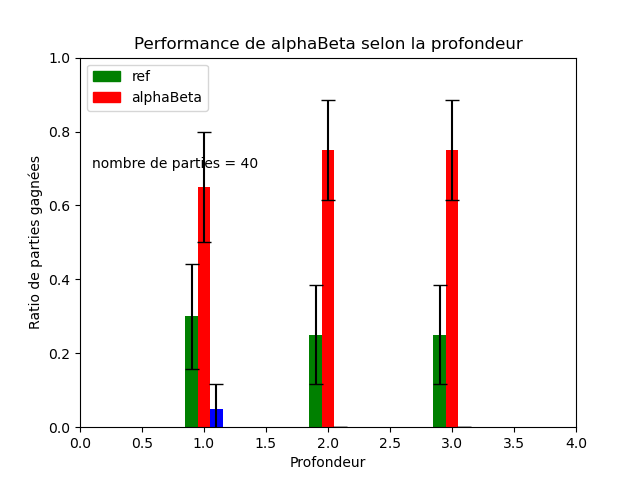 Performance de alphaBeta selon la profondeur
ref
alphaBeta
nombre de parties = 40
Ratio de parties gagnées
1.0
0.8
0.6
0.4
0.2
0.0
0.0 0.5 1.0 1.5 2.0 2.5 3.0 3.5 4.0
Profondeur